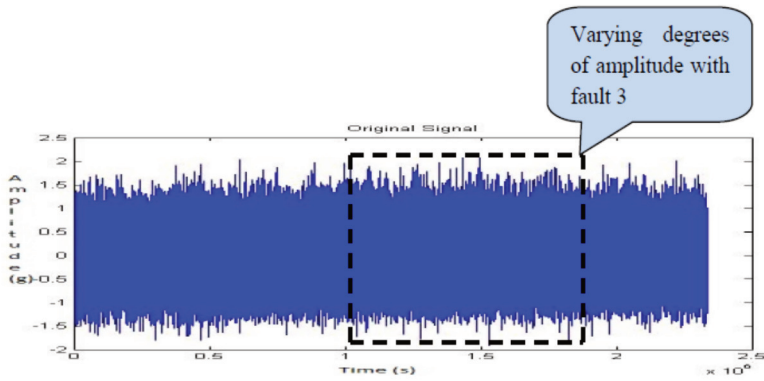 Varying degrees
of amplitude with
fault 3
Original Signal
Amplitude (g)
2.5
2
1.5
1
0.5
0
-0.5
-1
-1.5
-2
0
0.5
1
1.5
2
2.5
× 10⁶
Time (s)